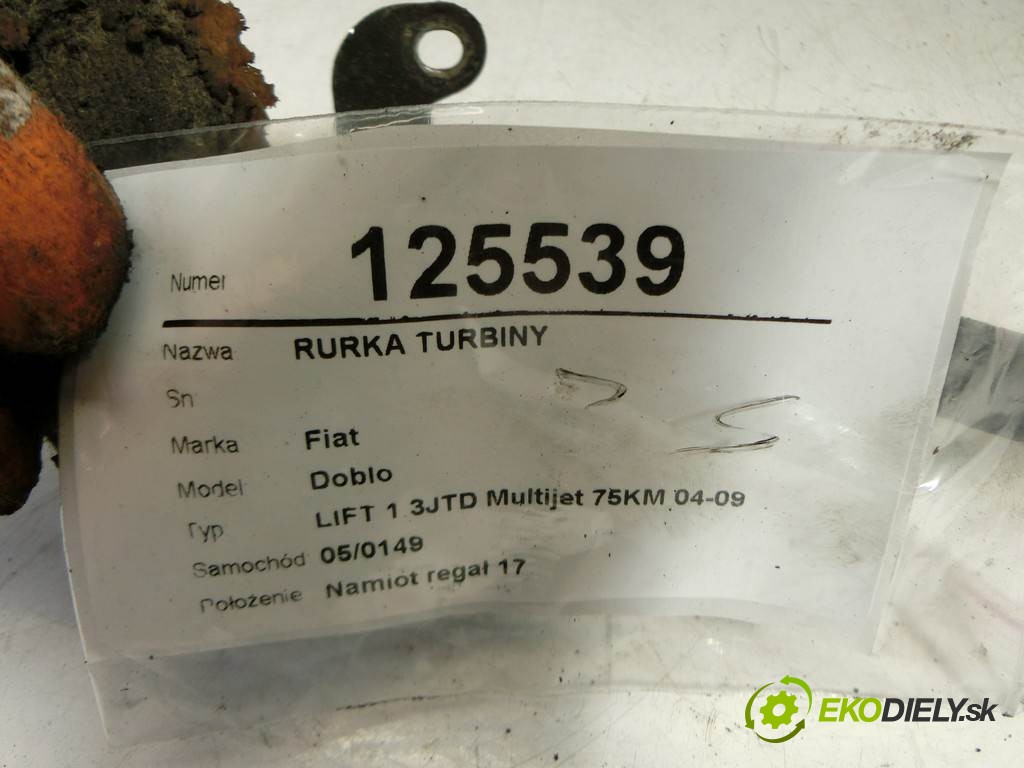 Numer 125539
Nazwa RURKA TURBINY
Sn
Marka Fiat
Model Doblo
Typ LIFT 1 3JTD Multijet 75KM 04-09
Samochód 05/0149
Położenie Namiot regał 17
EKODIELY.sk